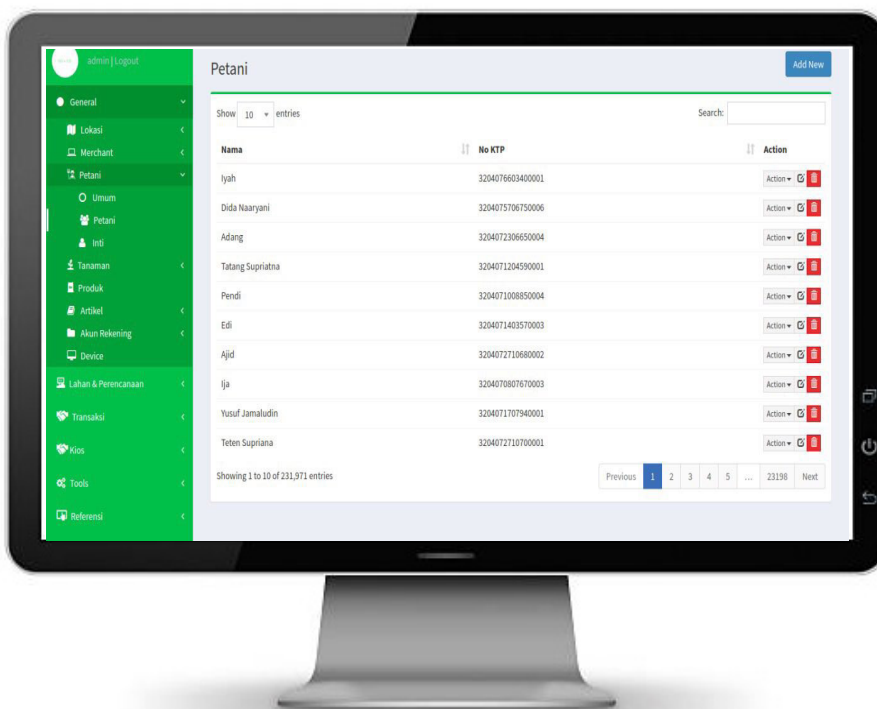 admin | Logout
Petani
Add New
General
Lokasi
Merchant
Petani
Umum
Petani
Inti
Tanaman
Produk
Artikel
Akun Rekening
Device
Lahan & Perencanaan
Transaksi
Kios
Tools
Referensi
Show 10 entries
Search:
Nama No KTP Action
Iyah 3204076603400001 Action
Dida Naaryani 3204075706750006 Action
Adang 3204072306650004 Action
Tatang Supriatna 3204071204590001 Action
Pendi 3204071008850004 Action
Edi 3204071403570003 Action
Ajid 3204072710680002 Action
Ija 3204070807670003 Action
Yusuf Jamaludin 3204071707940001 Action
Teten Supriana 3204072710700001 Action
Showing 1 to 10 of 231,971 entries
Previous 1 2 3 4 5 ... 23198 Next